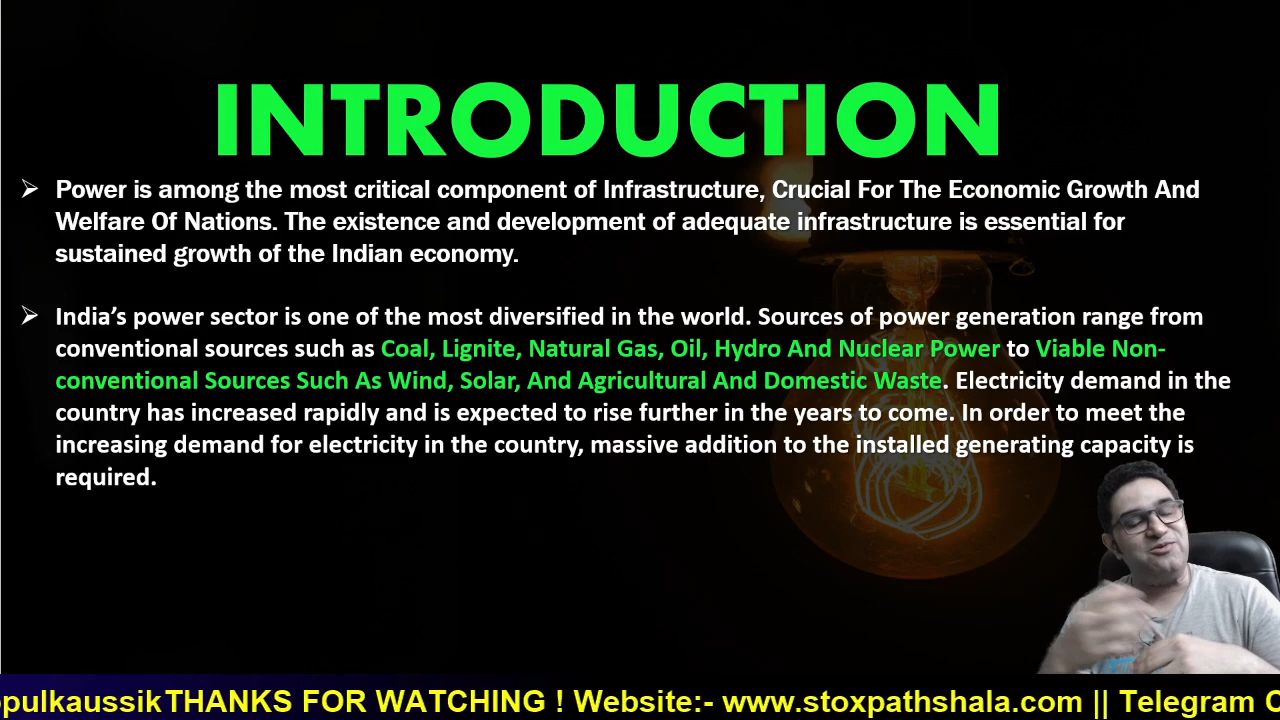 INTRODUCTION
➢ Power is among the most critical component of Infrastructure, Crucial For The Economic Growth And
Welfare Of Nations. The existence and development of adequate infrastructure is essential for
sustained growth of the Indian economy.
➢ India’s power sector is one of the most diversified in the world. Sources of power generation range from
conventional sources such as Coal, Lignite, Natural Gas, Oil, Hydro And Nuclear Power to Viable Non-
conventional Sources Such As Wind, Solar, And Agricultural And Domestic Waste. Electricity demand in the
country has increased rapidly and is expected to rise further in the years to come. In order to meet the
increasing demand for electricity in the country, massive addition to the installed generating capacity is
required.
opulkaussikTHANKS FOR WATCHING ! Website:- www.stoxpathshala.com || Telegram